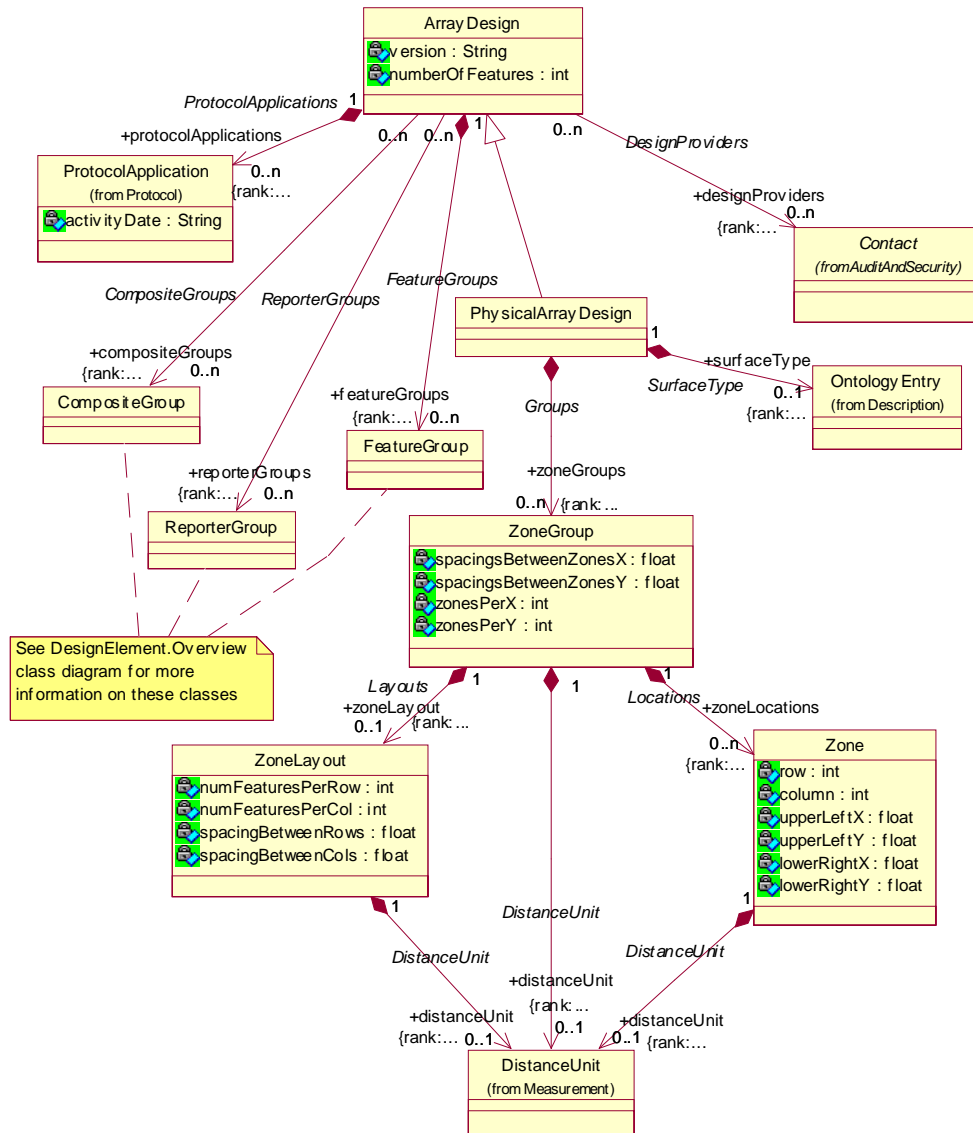 ArrayDesign
version : String
numberOfFeatures : int
ProtocolApplications
1
0..n
0..n
1
0..n
DesignProviders
+protocolApplications
0..n
{rank:...
ProtocolApplication
(from Protocol)
activityDate : String
+designProviders
0..n
{rank:...
Contact
(fromAuditAndSecurity)
CompositeGroups
ReporterGroups
FeatureGroups
PhysicalArrayDesign
1
+surfaceType
SurfaceType
0..1
{rank:...
OntologyEntry
(from Description)
+compositeGroups
{rank:...
0..n
CompositeGroup
+featureGroups
{rank:...
0..n
FeatureGroup
Groups
+zoneGroups
0..n
{rank: ...
+reporterGroups
{rank:...
0..n
ReporterGroup
ZoneGroup
spacingsBetweenZonesX : float
spacingsBetweenZonesY : float
zonesPerX : int
zonesPerY : int
See DesignElement.Overview
class diagram for more
information on these classes
Layouts
1
+zoneLayout
0..1
{rank: ...
1
1
Locations
+zoneLocations
0..n
{rank:...
ZoneLayout
numFeaturesPerRow : int
numFeaturesPerCol : int
spacingBetweenRows : float
spacingBetweenCols : float
Zone
row : int
column : int
upperLeftX : float
upperLeftY : float
lowerRightX : float
lowerRightY : float
1
DistanceUnit
+distanceUnit
{rank:...
0..1
DistanceUnit
+distanceUnit
{rank: ...
0..1
1
DistanceUnit
+distanceUnit
0..1
{rank:...
DistanceUnit
(from Measurement)